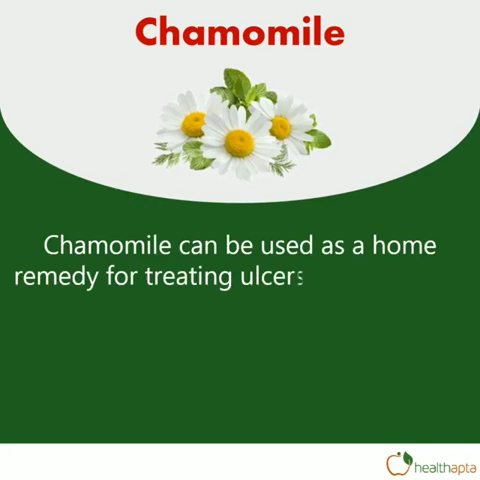 Chamomile
Chamomile can be used as a home
remedy for treating ulcers
healthapta